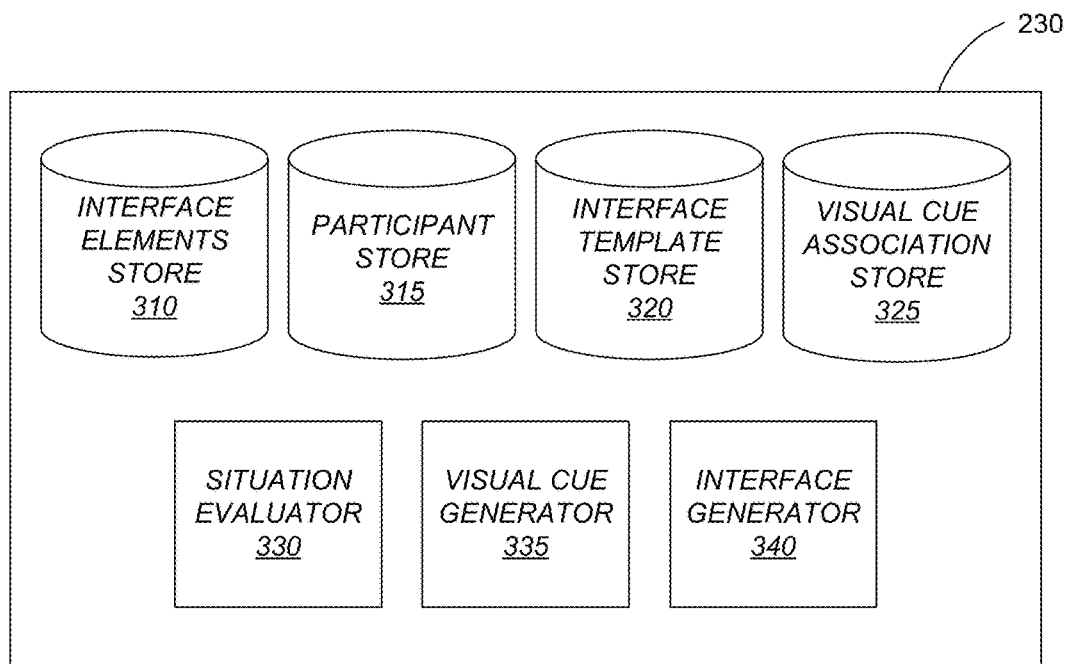 230
INTERFACE
ELEMENTS
STORE
310
PARTICIPANT
STORE
315
INTERFACE
TEMPLATE
STORE
320
VISUAL CUE
ASSOCIATION
STORE
325
SITUATION
EVALUATOR
330
VISUAL CUE
GENERATOR
335
INTERFACE
GENERATOR
340